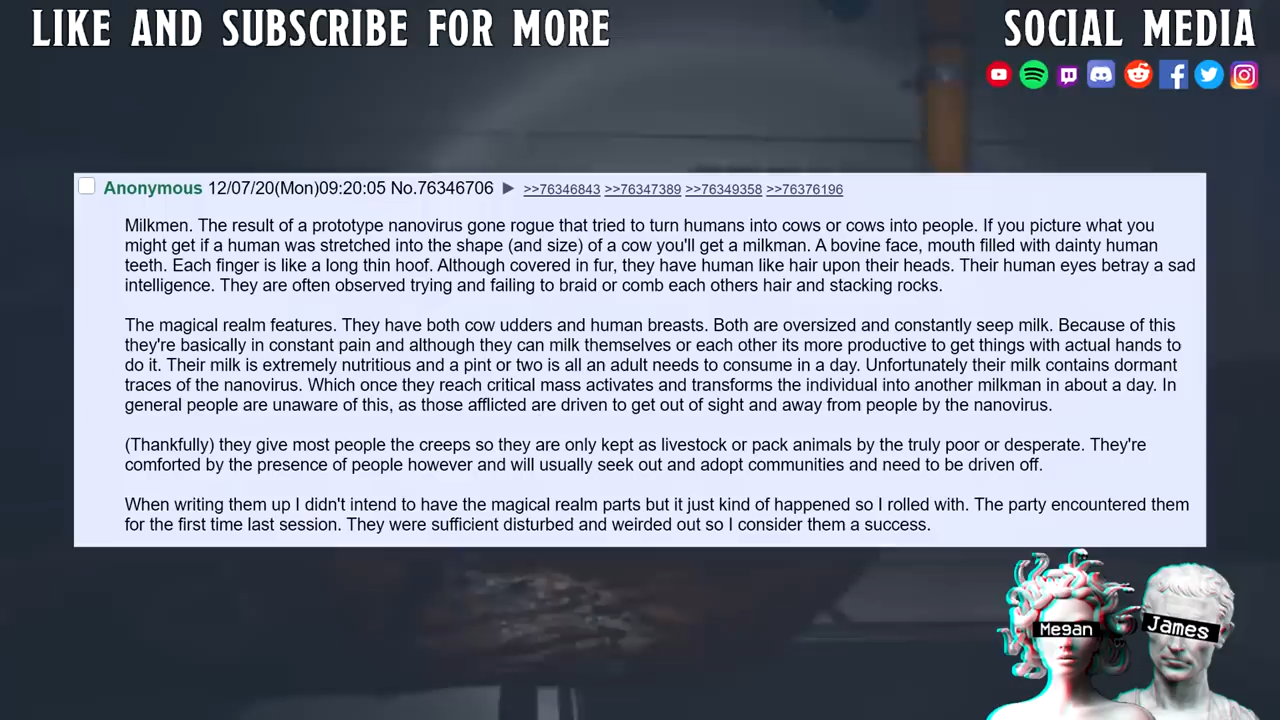 LIKE AND SUBSCRIBE FOR MORE
SOCIAL MEDIA
Anonymous 12/07/20(Mon)09:20:05 No.76346706 ▶ >>76346843 >>76347389 >>76349358 >>76376196
Milkmen. The result of a prototype nanovirus gone rogue that tried to turn humans into cows or cows into people. If you picture what you
might get if a human was stretched into the shape (and size) of a cow you'll get a milkman. A bovine face, mouth filled with dainty human
teeth. Each finger is like a long thin hoof. Although covered in fur, they have human like hair upon their heads. Their human eyes betray a sad
intelligence. They are often observed trying and failing to braid or comb each others hair and stacking rocks.
The magical realm features. They have both cow udders and human breasts. Both are oversized and constantly seep milk. Because of this
they're basically in constant pain and although they can milk themselves or each other its more productive to get things with actual hands to
do it. Their milk is extremely nutritious and a pint or two is all an adult needs to consume in a day. Unfortunately their milk contains dormant
traces of the nanovirus. Which once they reach critical mass activates and transforms the individual into another milkman in about a day. In
general people are unaware of this, as those afflicted are driven to get out of sight and away from people by the nanovirus.
(Thankfully) they give most people the creeps so they are only kept as livestock or pack animals by the truly poor or desperate. They're
comforted by the presence of people however and will usually seek out and adopt communities and need to be driven off.
When writing them up I didn't intend to have the magical realm parts but it just kind of happened so I rolled with. The party encountered them
for the first time last session. They were sufficient disturbed and weirded out so I consider them a success.
Megan
James